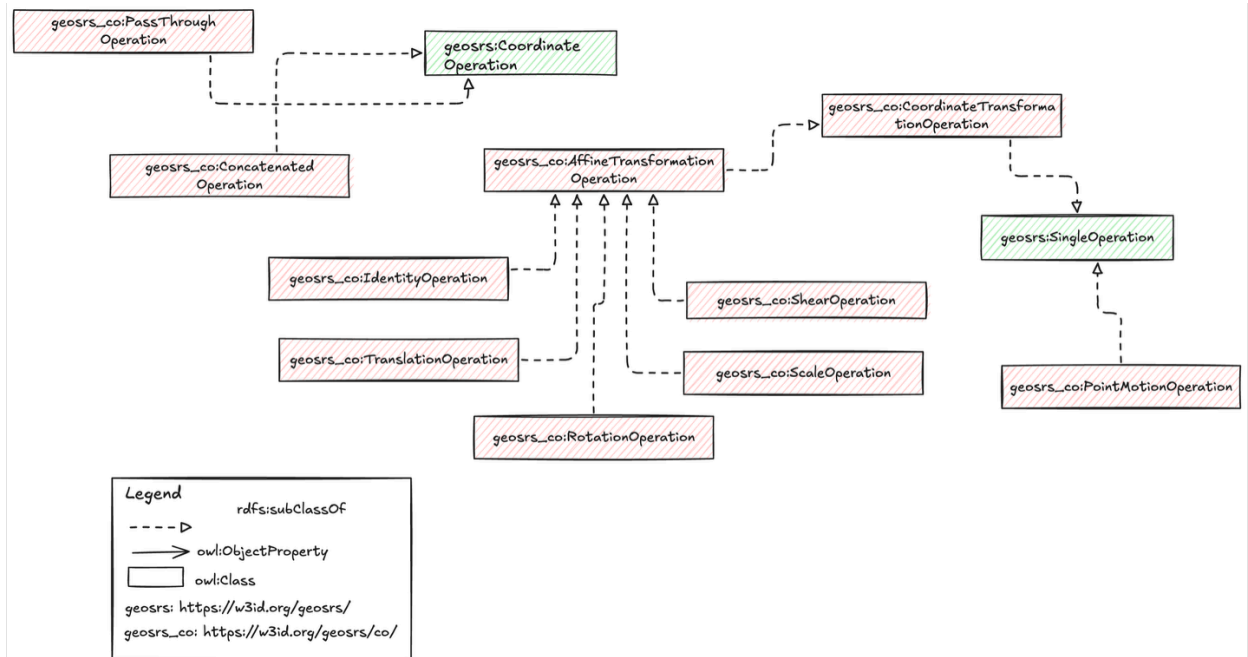 geosrs_co:PassThrough
Operation
geosrs:Coordinate
Operation
geosrs_co:CoordinateTransforma
tionOperation
geosrs_co:Concatenated
Operation
geosrs_co:AffineTransformation
Operation
geosrs:SingleOperation
geosrs_co:IdentityOperation
geosrs_co:ShearOperation
geosrs_co:TranslationOperation
geosrs_co:ScaleOperation
geosrs_co:PointMotionOperation
geosrs_co:RotationOperation
Legend
rdfs:subClassOf
owl:ObjectProperty
owl:Class
geosrs: https://w3id.org/geosrs/
geosrs_co: https://w3id.org/geosrs/co/